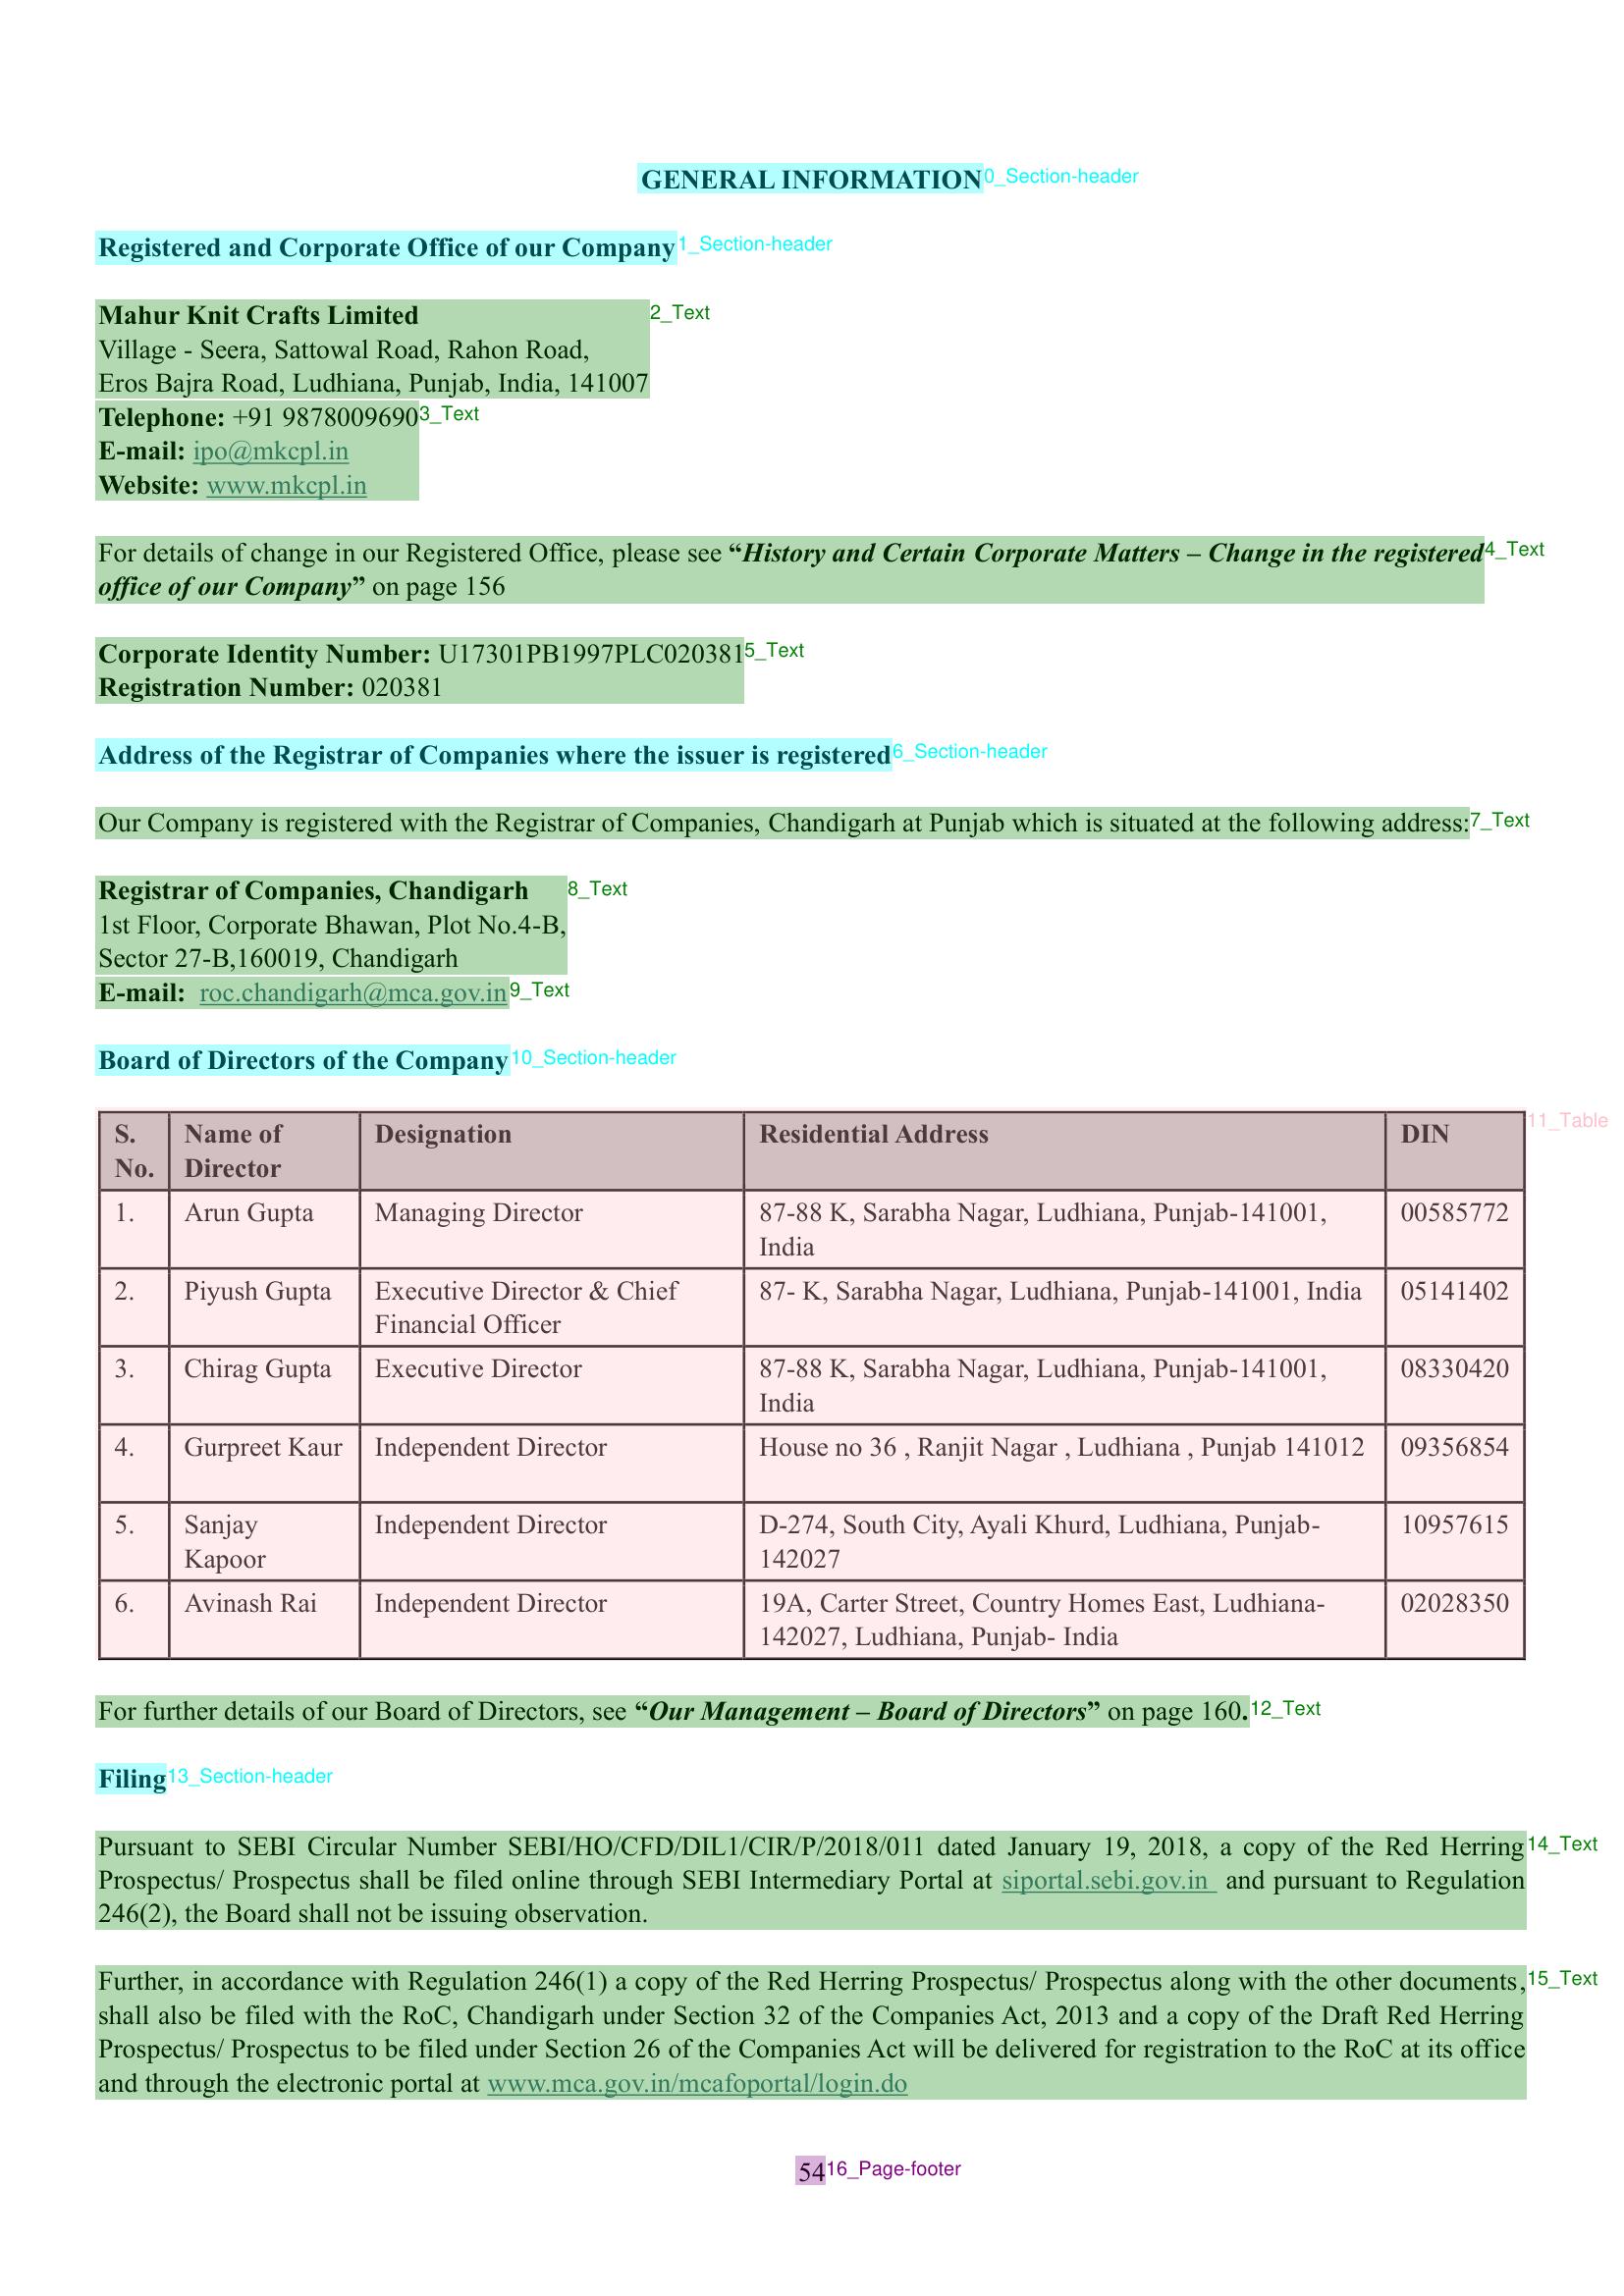 GENERAL INFORMATION 0_Section-header
Registered and Corporate Office of our Company 1_Section-header
Mahur Knit Crafts Limited 2_Text
Village - Seera, Sattowal Road, Rahon Road,
Eros Bajra Road, Ludhiana, Punjab, India, 141007
Telephone: +91 9878009690 3_Text
E-mail: ipo@mkcpl.in
Website: www.mkcpl.in
For details of change in our Registered Office, please see “History and Certain Corporate Matters – Change in the registered 4_Text
office of our Company” on page 156
Corporate Identity Number: U17301PB1997PLC020381 5_Text
Registration Number: 020381
Address of the Registrar of Companies where the issuer is registered 6_Section-header
Our Company is registered with the Registrar of Companies, Chandigarh at Punjab which is situated at the following address: 7_Text
Registrar of Companies, Chandigarh 8_Text
1st Floor, Corporate Bhawan, Plot No.4-B,
Sector 27-B,160019, Chandigarh
E-mail: roc.chandigarh@mca.gov.in 9_Text
Board of Directors of the Company 10_Section-header
11_Table
S. No. Name of Director Designation Residential Address DIN
1. Arun Gupta Managing Director 87-88 K, Sarabha Nagar, Ludhiana, Punjab-141001, India 00585772
2. Piyush Gupta Executive Director & Chief Financial Officer 87- K, Sarabha Nagar, Ludhiana, Punjab-141001, India 05141402
3. Chirag Gupta Executive Director 87-88 K, Sarabha Nagar, Ludhiana, Punjab-141001, India 08330420
4. Gurpreet Kaur Independent Director House no 36 , Ranjit Nagar , Ludhiana , Punjab 141012 09356854
5. Sanjay Kapoor Independent Director D-274, South City, Ayali Khurd, Ludhiana, Punjab-142027 10957615
6. Avinash Rai Independent Director 19A, Carter Street, Country Homes East, Ludhiana-142027, Ludhiana, Punjab- India 02028350
For further details of our Board of Directors, see “Our Management – Board of Directors” on page 160. 12_Text
Filing 13_Section-header
Pursuant to SEBI Circular Number SEBI/HO/CFD/DIL1/CIR/P/2018/011 dated January 19, 2018, a copy of the Red Herring 14_Text
Prospectus/ Prospectus shall be filed online through SEBI Intermediary Portal at siportal.sebi.gov.in and pursuant to Regulation
246(2), the Board shall not be issuing observation.
Further, in accordance with Regulation 246(1) a copy of the Red Herring Prospectus/ Prospectus along with the other documents, 15_Text
shall also be filed with the RoC, Chandigarh under Section 32 of the Companies Act, 2013 and a copy of the Draft Red Herring
Prospectus/ Prospectus to be filed under Section 26 of the Companies Act will be delivered for registration to the RoC at its office
and through the electronic portal at www.mca.gov.in/mcafoportal/login.do
54 16_Page-footer